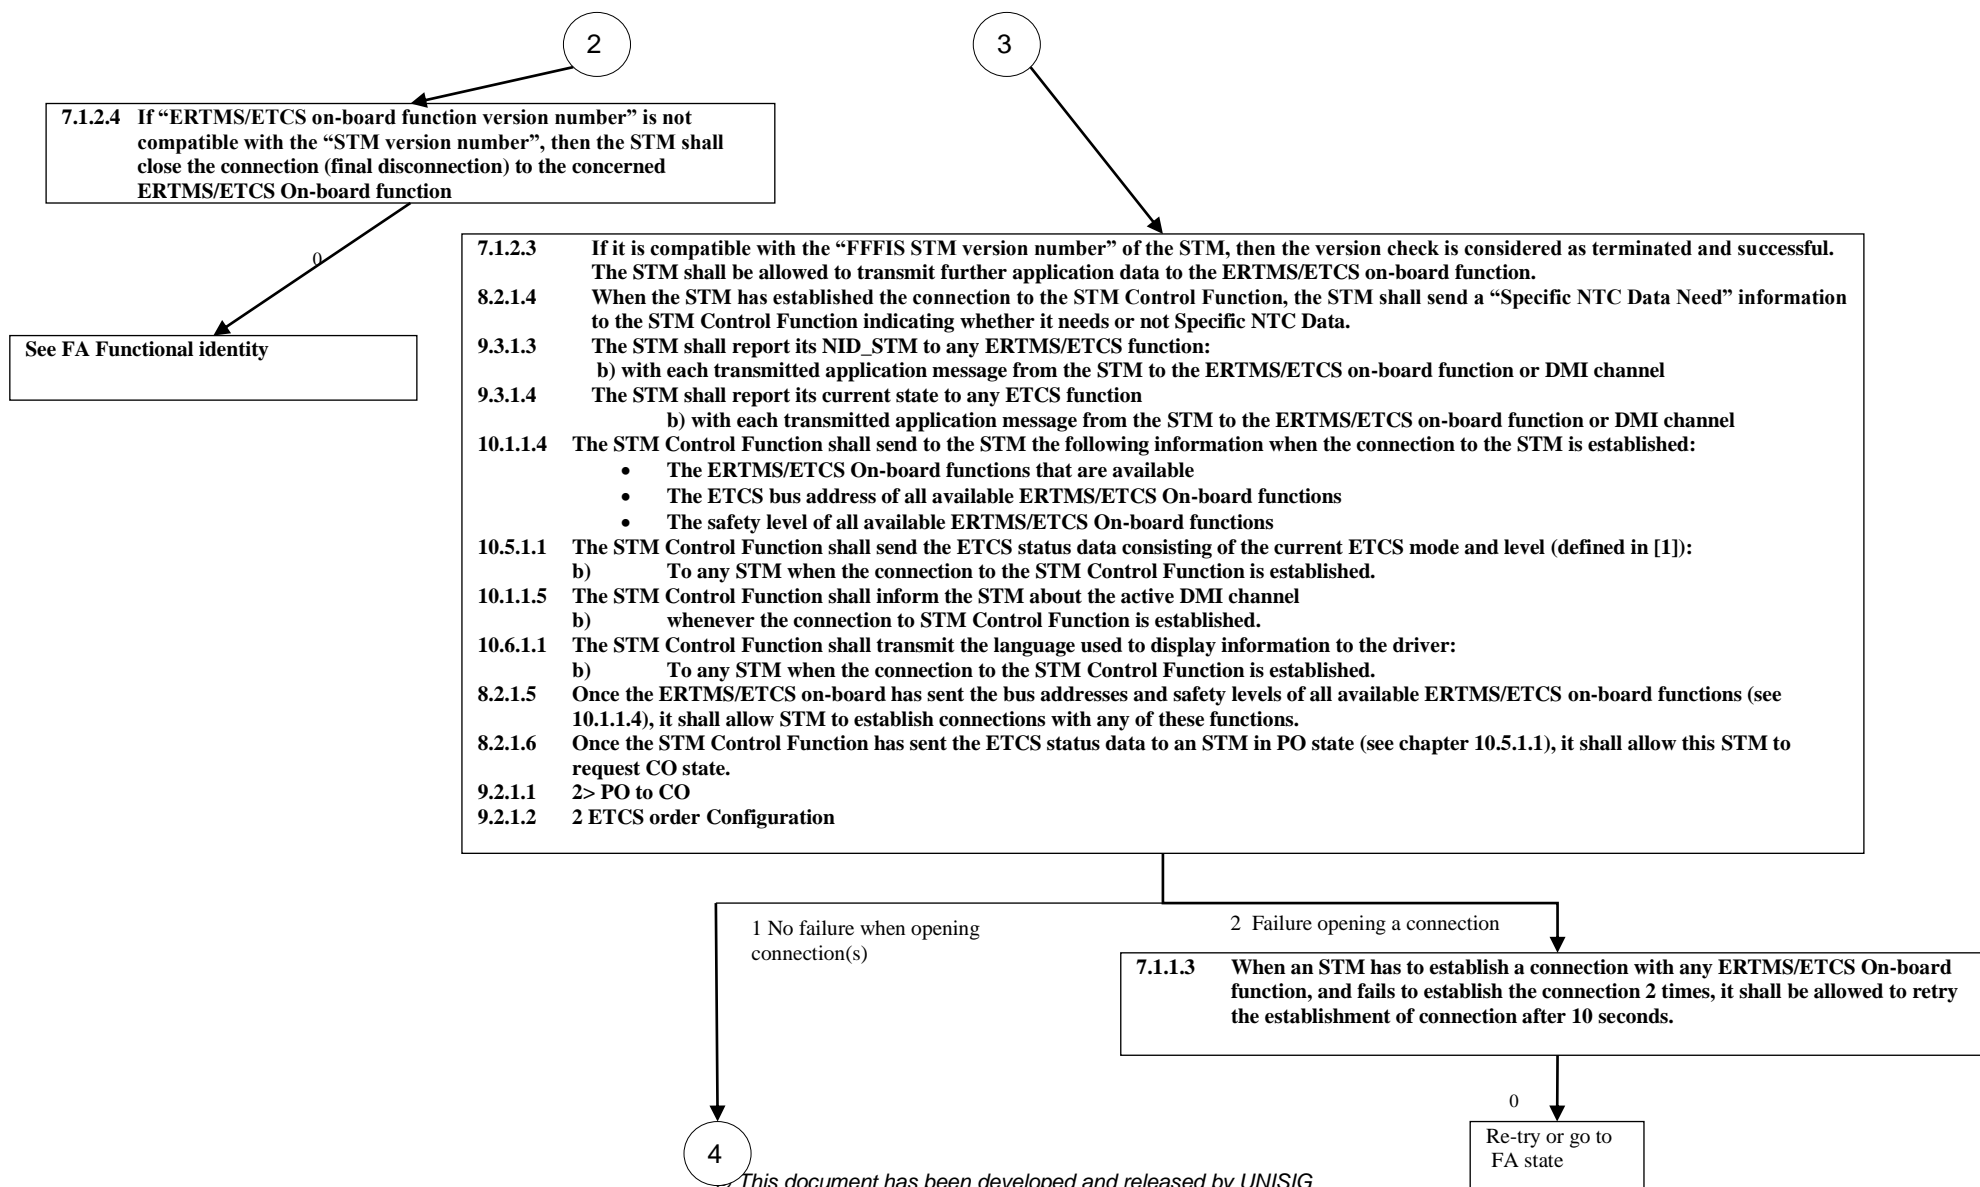 2
3
7.1.2.4 If “ERTMS/ETCS on-board function version number” is not
compatible with the “STM version number”, then the STM shall
close the connection (final disconnection) to the concerned
ERTMS/ETCS On-board function
0
See FA Functional identity
7.1.2.3 If it is compatible with the “FFFIS STM version number” of the STM, then the version check is considered as terminated and successful.
The STM shall be allowed to transmit further application data to the ERTMS/ETCS on-board function.
8.2.1.4 When the STM has established the connection to the STM Control Function, the STM shall send a “Specific NTC Data Need” information
to the STM Control Function indicating whether it needs or not Specific NTC Data.
9.3.1.3 The STM shall report its NID_STM to any ERTMS/ETCS function:
b) with each transmitted application message from the STM to the ERTMS/ETCS on-board function or DMI channel
9.3.1.4 The STM shall report its current state to any ETCS function
b) with each transmitted application message from the STM to the ERTMS/ETCS on-board function or DMI channel
10.1.1.4 The STM Control Function shall send to the STM the following information when the connection to the STM is established:
• The ERTMS/ETCS On-board functions that are available
• The ETCS bus address of all available ERTMS/ETCS On-board functions
• The safety level of all available ERTMS/ETCS On-board functions
10.5.1.1 The STM Control Function shall send the ETCS status data consisting of the current ETCS mode and level (defined in [1]):
b) To any STM when the connection to the STM Control Function is established.
10.1.1.5 The STM Control Function shall inform the STM about the active DMI channel
b) whenever the connection to STM Control Function is established.
10.6.1.1 The STM Control Function shall transmit the language used to display information to the driver:
b) To any STM when the connection to the STM Control Function is established.
8.2.1.5 Once the ERTMS/ETCS on-board has sent the bus addresses and safety levels of all available ERTMS/ETCS on-board functions (see
10.1.1.4), it shall allow STM to establish connections with any of these functions.
8.2.1.6 Once the STM Control Function has sent the ETCS status data to an STM in PO state (see chapter 10.5.1.1), it shall allow this STM to
request CO state.
9.2.1.1 2> PO to CO
9.2.1.2 2 ETCS order Configuration
1 No failure when opening
connection(s)
2 Failure opening a connection
7.1.1.3 When an STM has to establish a connection with any ERTMS/ETCS On-board
function, and fails to establish the connection 2 times, it shall be allowed to retry
the establishment of connection after 10 seconds.
0
Re-try or go to
FA state
4
This document has been developed and released by UNISIG